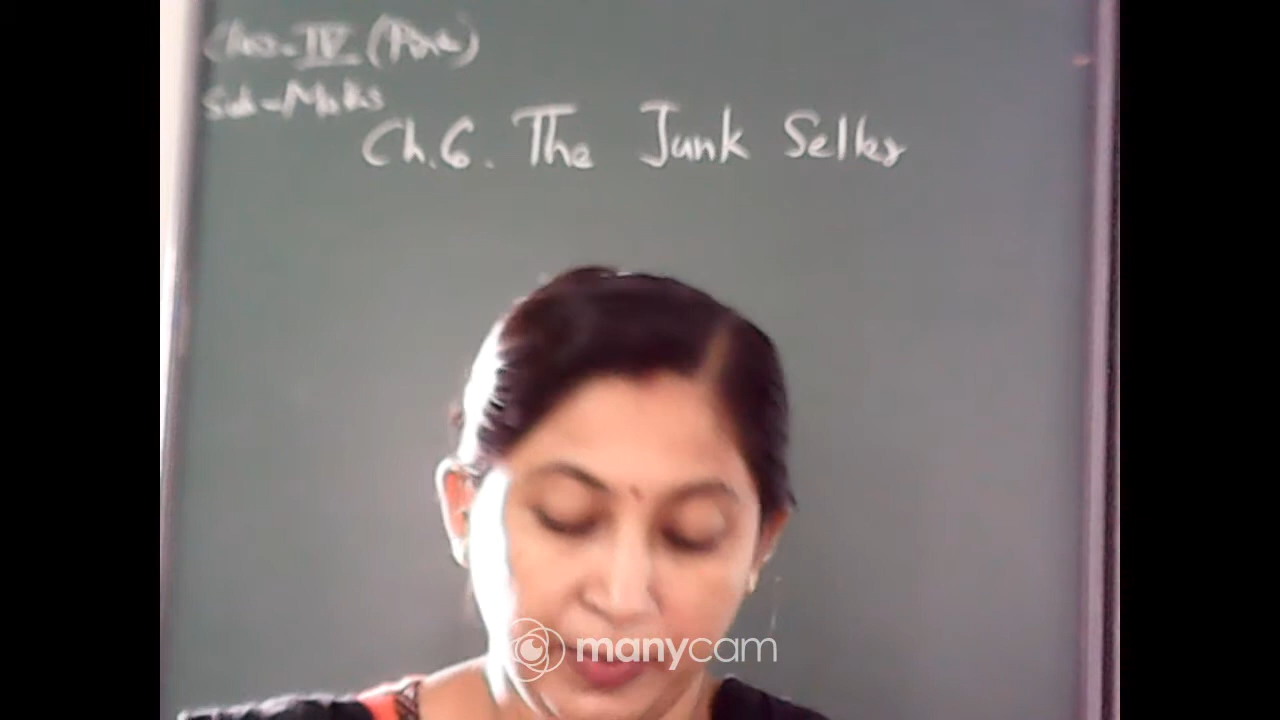 Class-IV (Pine)
Sub-Maths
Ch.6. The Junk Seller
manycam